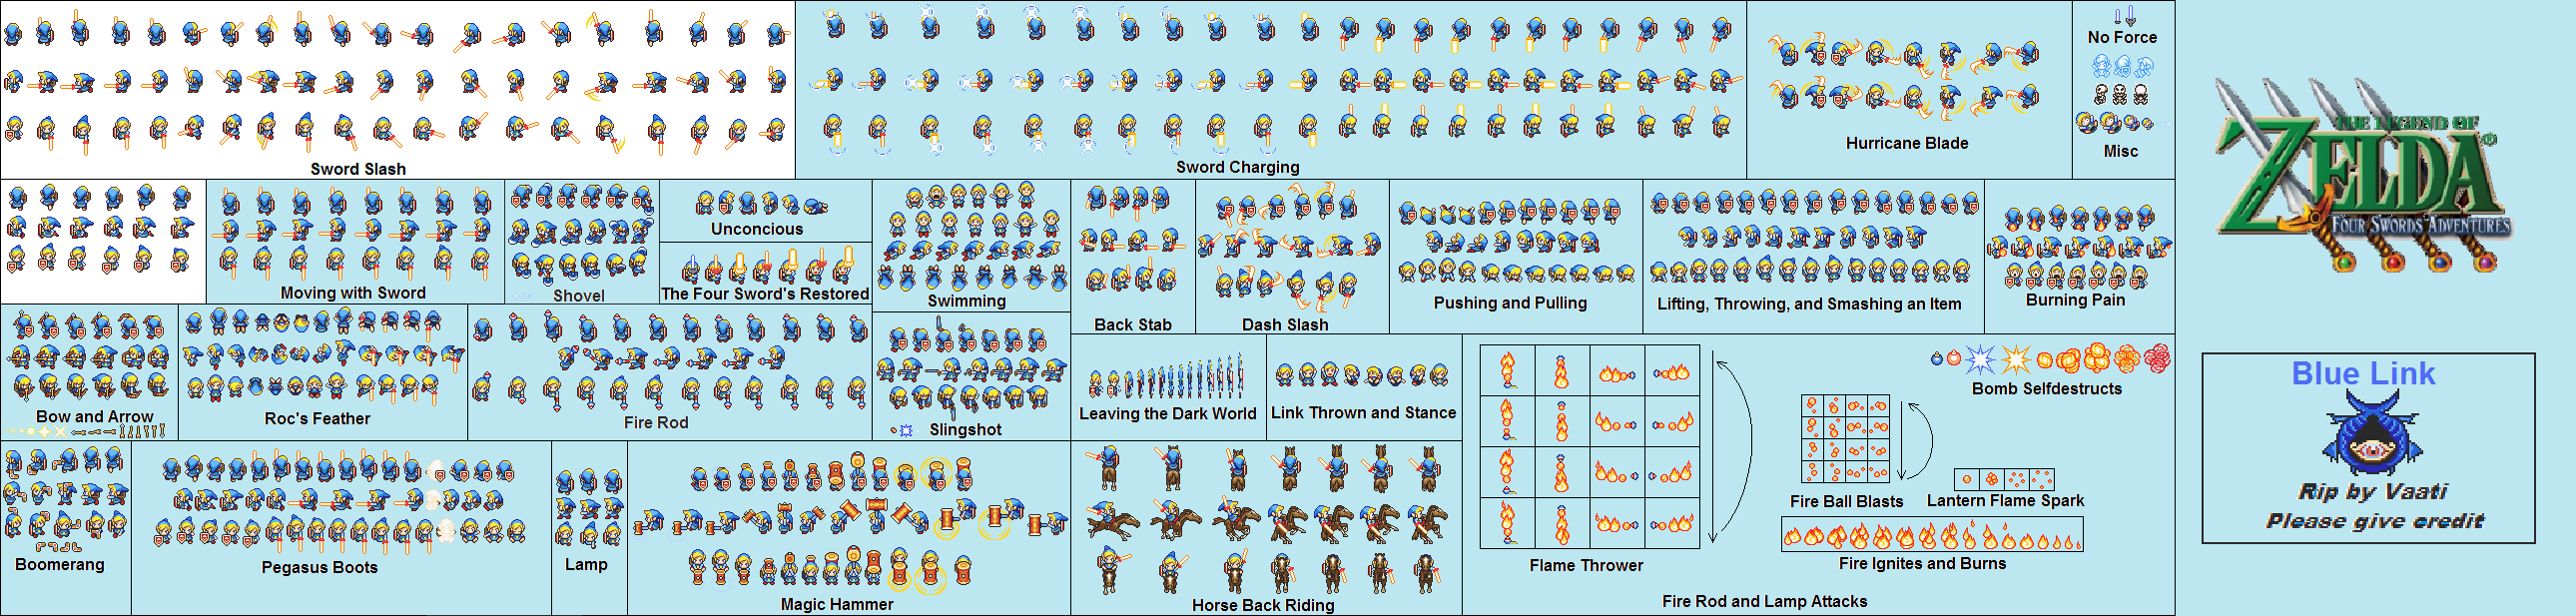 No Force
Misc
Sword Slash
Sword Charging
Hurricane Blade
THE LEGEND OF
ZELDA®
FOUR SWORDS ADVENTURES
Moving with Sword
Shovel
Unconcious
The Four Sword's Restored
Swimming
Back Stab
Dash Slash
Pushing and Pulling
Lifting, Throwing, and Smashing an Item
Burning Pain
Bow and Arrow
Roc's Feather
Fire Rod
Slingshot
Leaving the Dark World
Link Thrown and Stance
Bomb Selfdestructs
Fire Ball Blasts
Lantern Flame Spark
Fire Ignites and Burns
Flame Thrower
Fire Rod and Lamp Attacks
Boomerang
Pegasus Boots
Lamp
Magic Hammer
Horse Back Riding
Blue Link
Rip by Vaati
Please give credit